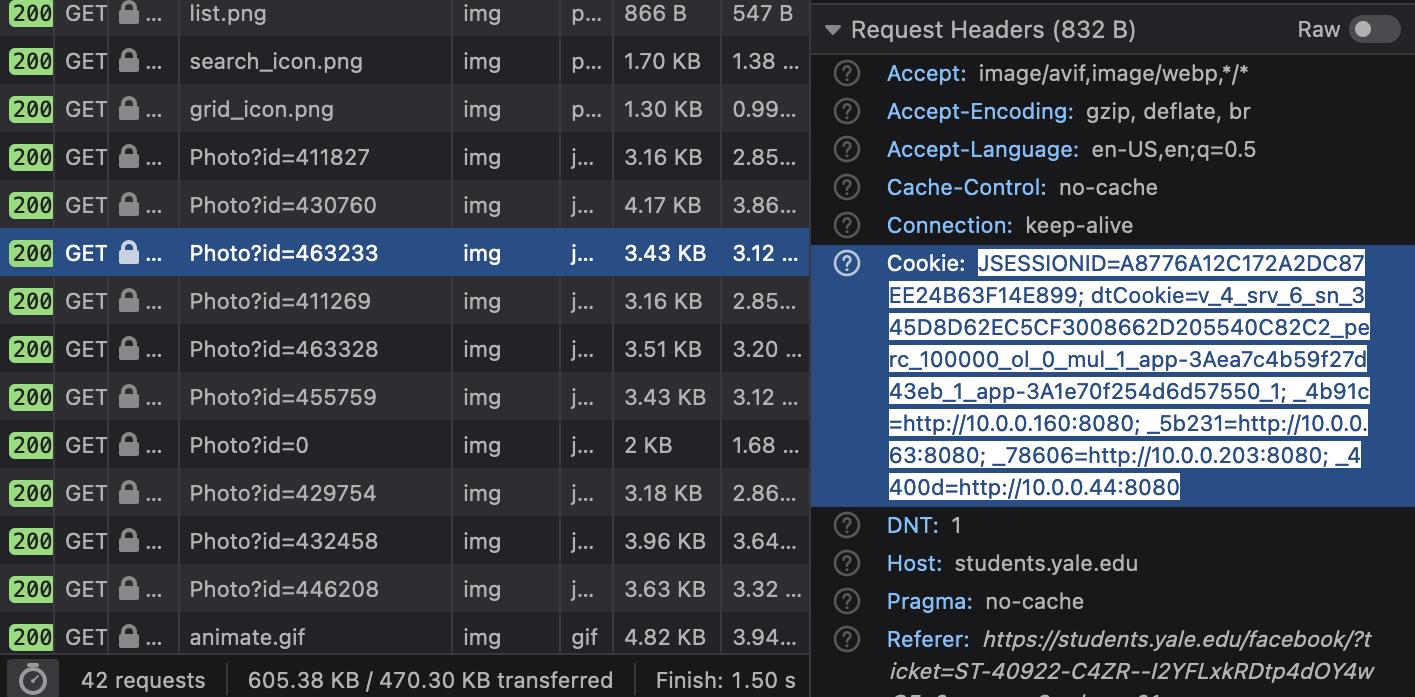 200 GET ... list.png img p... 866 B 547 B
200 GET ... search_icon.png img p... 1.70 KB 1.38 ...
200 GET ... grid_icon.png img p... 1.30 KB 0.99...
200 GET ... Photo?id=411827 img j... 3.16 KB 2.85...
200 GET ... Photo?id=430760 img j... 4.17 KB 3.86...
200 GET ... Photo?id=463233 img j... 3.43 KB 3.12 ...
200 GET ... Photo?id=411269 img j... 3.16 KB 2.85...
200 GET ... Photo?id=463328 img j... 3.51 KB 3.20 ...
200 GET ... Photo?id=455759 img j... 3.43 KB 3.12 ...
200 GET ... Photo?id=0 img j... 2 KB 1.68 ...
200 GET ... Photo?id=429754 img j... 3.18 KB 2.86...
200 GET ... Photo?id=432458 img j... 3.96 KB 3.64...
200 GET ... Photo?id=446208 img j... 3.63 KB 3.32 ...
200 GET ... animate.gif img gif 4.82 KB 3.94...
42 requests 605.38 KB / 470.30 KB transferred Finish: 1.50 s
Request Headers (832 B) Raw
Accept: image/avif,image/webp,*/*
Accept-Encoding: gzip, deflate, br
Accept-Language: en-US,en;q=0.5
Cache-Control: no-cache
Connection: keep-alive
Cookie: JSESSIONID=A8776A12C172A2DC87
EE24B63F14E899; dtCookie=v_4_srv_6_sn_3
45D8D62EC5CF3008662D205540C82C2_pe
rc_100000_ol_0_mul_1_app-3Aea7c4b59f27d
43eb_1_app-3A1e70f254d6d57550_1; _4b91c
=http://10.0.0.160:8080; _5b231=http://10.0.0.
63:8080; _78606=http://10.0.0.203:8080; _4
400d=http://10.0.0.44:8080
DNT: 1
Host: students.yale.edu
Pragma: no-cache
Referer: https://students.yale.edu/facebook/?t
icket=ST-40922-C4ZR--I2YFLxkRDtp4dOY4w